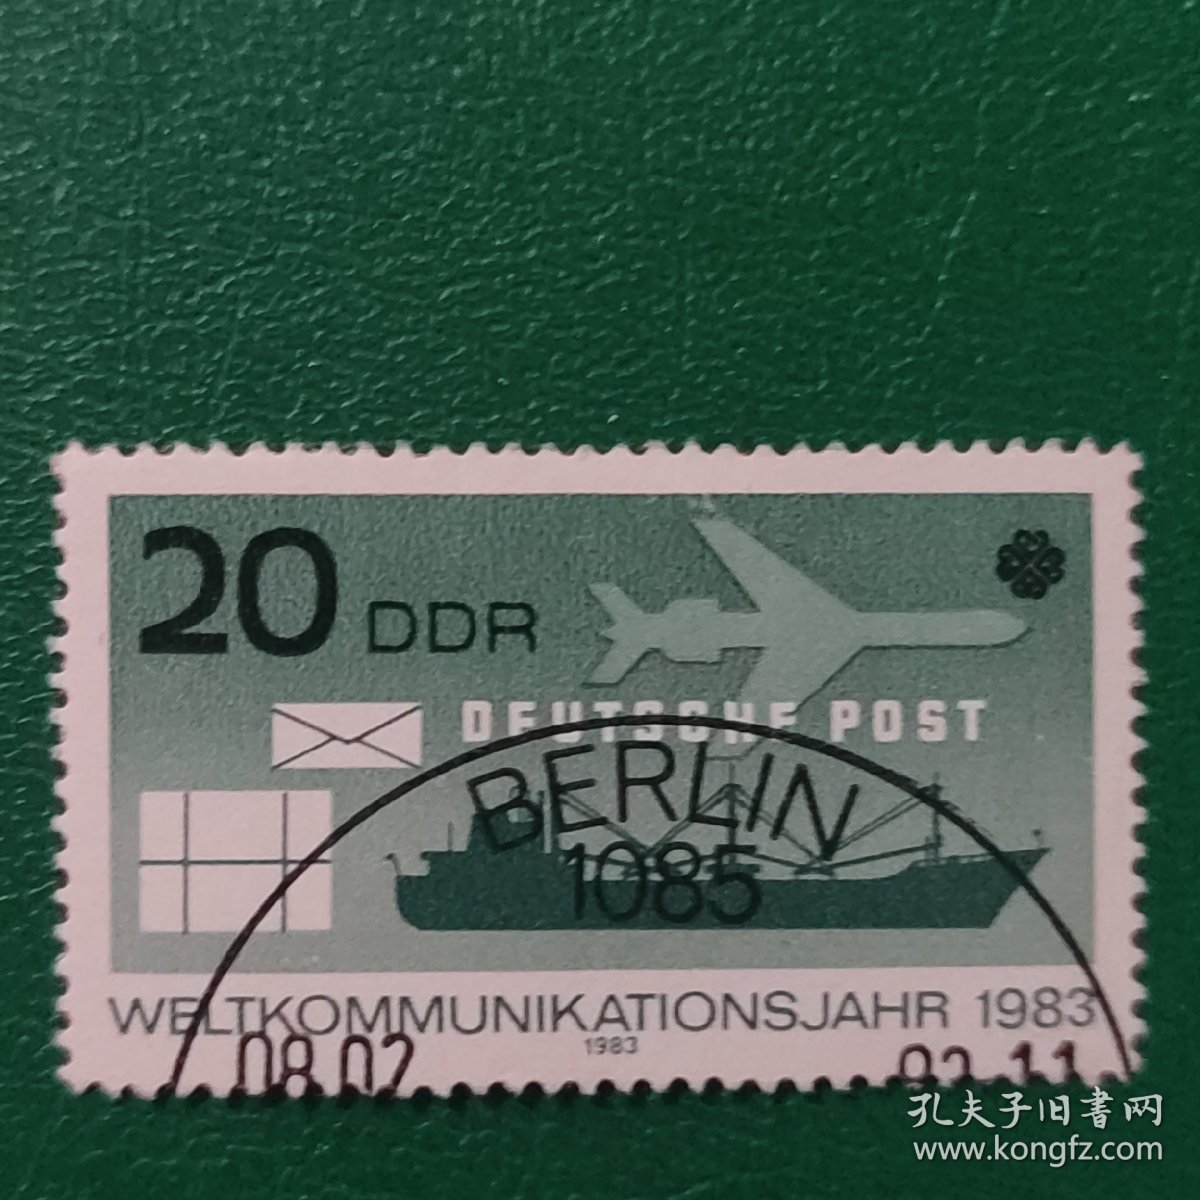 20 DDR
DEUTSCHE POST
BERLIN
1085
WELTKOMMUNIKATIONSJAHR 1983
1983
08.02
孔夫子旧書网
www.kongfz.com